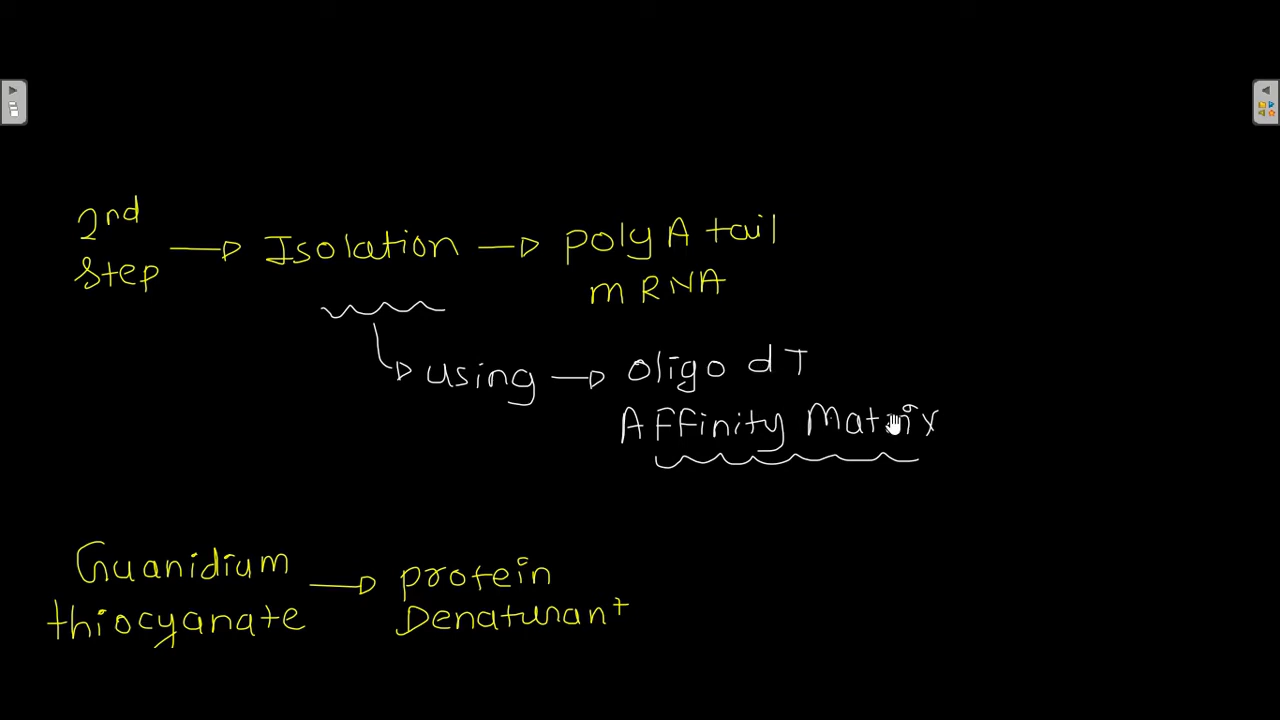 2nd
step
Isolation
poly A tail
mRNA
using
oligo dT
Affinity Matrix
Guanidium
thiocyanate
protein
Denaturant